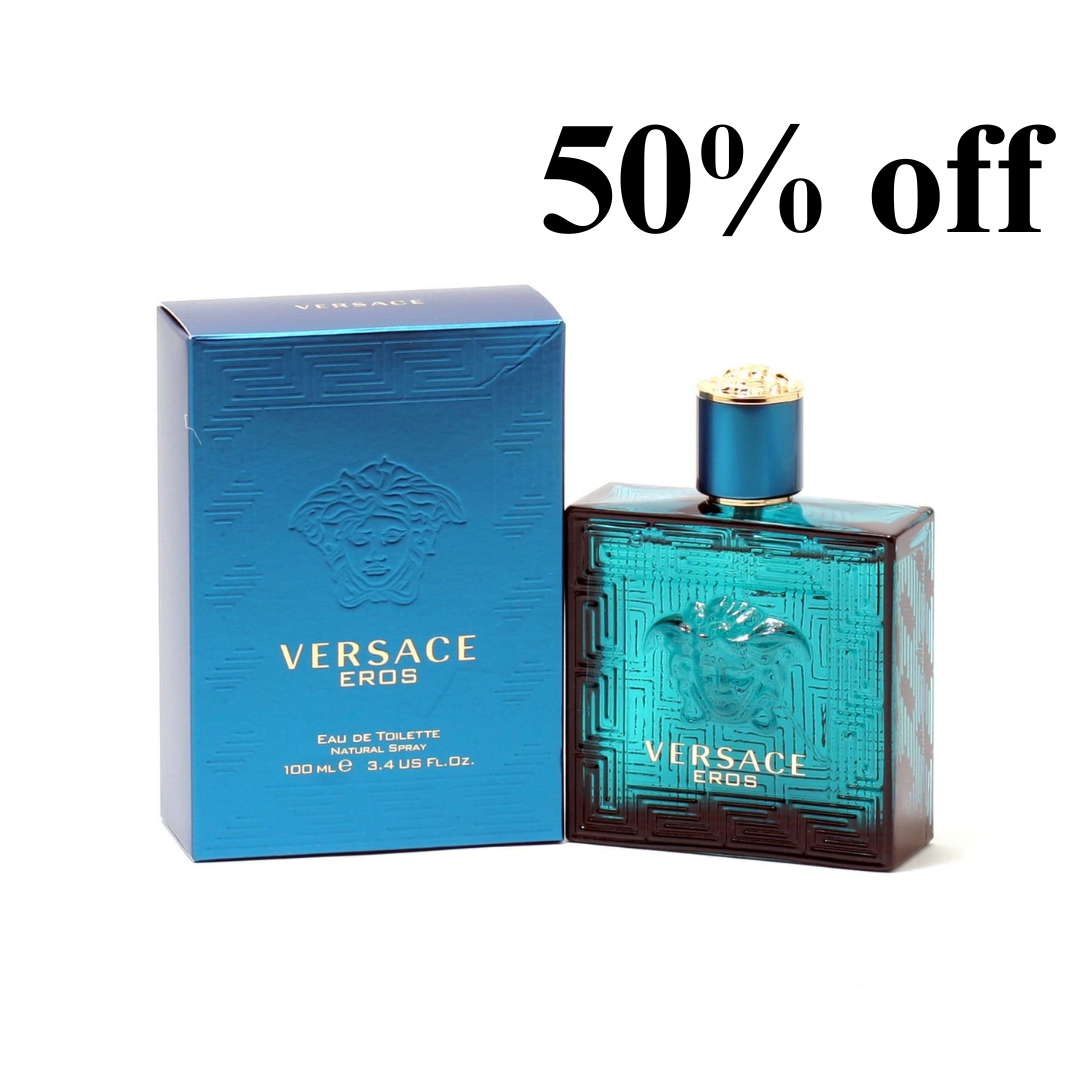 50% off
VERSACE
VERSACE
EROS
EAU DE TOILETTE
NATURAL SPRAY
100 ML℮ 3.4 US FL.OZ.
VERSACE
EROS